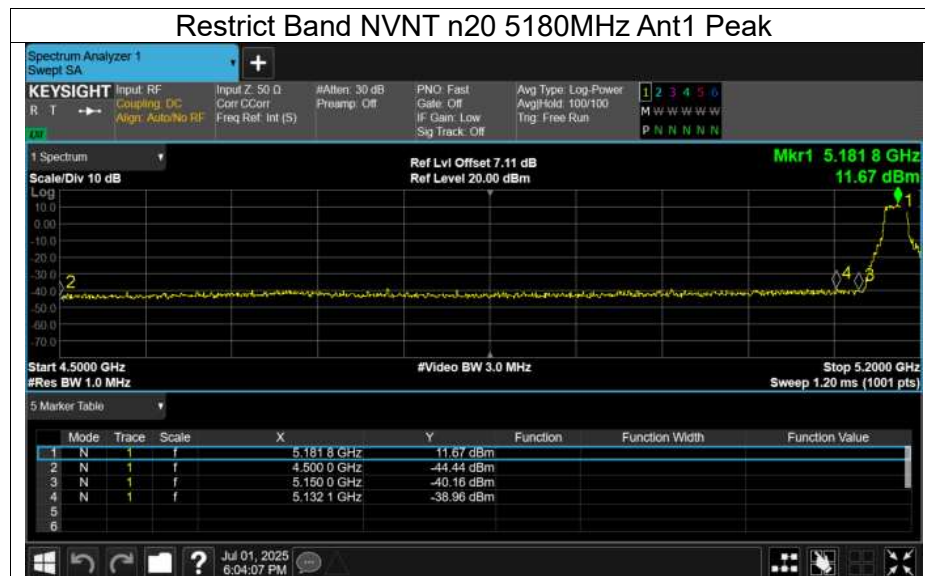 Restrict Band NVNT n20 5180MHz Ant1 Peak
Spectrum Analyzer 1
Swept SA
+
KEYSIGHT Input: RF Input Z: 50 Ω #Atten: 30 dB PNO: Fast Avg Type: Log-Power 1 2 3 4 5 6
R T Coupling: DC Corr CCorr Preamp: Off Gate: Off Avg|Hold: 100/100 M W W W W W
Align: Auto/No RF Freq Ref: Int (S) IF Gain: Low Trig: Free Run
Sig Track: Off P N N N N N
1 Spectrum
Scale/Div 10 dB
Ref Lvl Offset 7.11 dB
Ref Level 20.00 dBm
Mkr1 5.181 8 GHz
11.67 dBm
Log
10.0
0.00
-10.0
-20.0
-30.0
-40.0
-50.0
-60.0
-70.0
1
2
4
3
Start 4.5000 GHz #Video BW 3.0 MHz Stop 5.2000 GHz
#Res BW 1.0 MHz Sweep 1.20 ms (1001 pts)
5 Marker Table
Mode Trace Scale X Y Function Function Width Function Value
1 N 1 f 5.181 8 GHz 11.67 dBm
2 N 1 f 4.500 0 GHz -44.44 dBm
3 N 1 f 5.150 0 GHz -40.16 dBm
4 N 1 f 5.132 1 GHz -38.96 dBm
5
6
?
Jul 01, 2025
6:04:07 PM